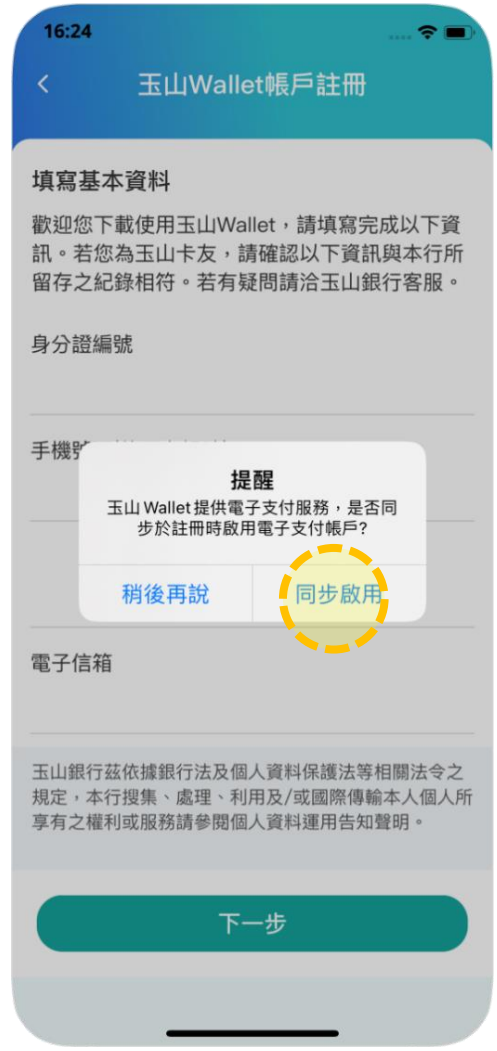 16:24
玉山Wallet帳戶註冊
填寫基本資料
歡迎您下載使用玉山Wallet，請填寫完成以下資
訊。若您為玉山卡友，請確認以下資訊與本行所
留存之紀錄相符。若有疑問請洽玉山銀行客服。
身分證編號
手機號
提醒
玉山 Wallet 提供電子支付服務，是否同
步於註冊時啟用電子支付帳戶?
稍後再說
同步啟用
電子信箱
玉山銀行茲依據銀行法及個人資料保護法等相關法令之
規定，本行搜集、處理、利用及/或國際傳輸本人個人所
享有之權利或服務請參閱個人資料運用告知聲明。
下一步